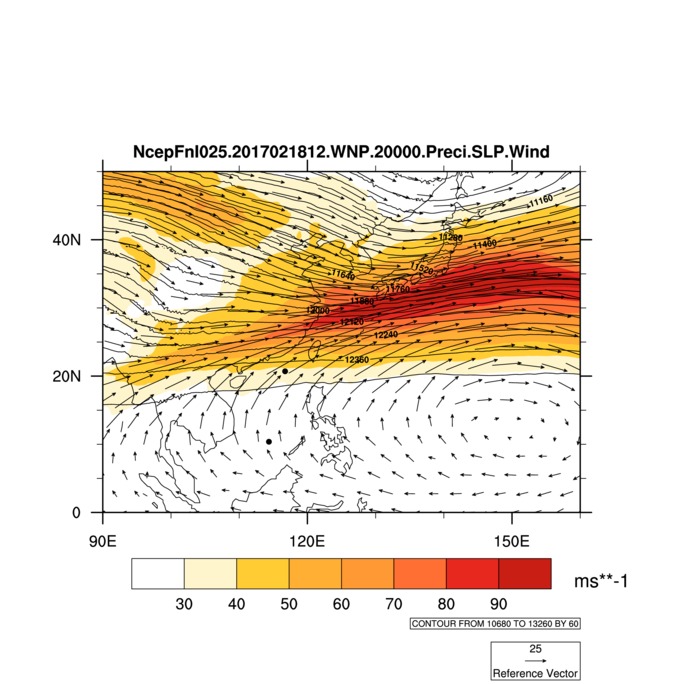 NcepFnl025.2017021812.WNP.20000.Preci.SLP.Wind
11160
11280
11400
40N
11520
11640
11760
11880
12000
12120
12240
12360
20N
0
90E 120E 150E
30 40 50 60 70 80 90
ms**-1
CONTOUR FROM 10680 TO 13260 BY 60
25
Reference Vector